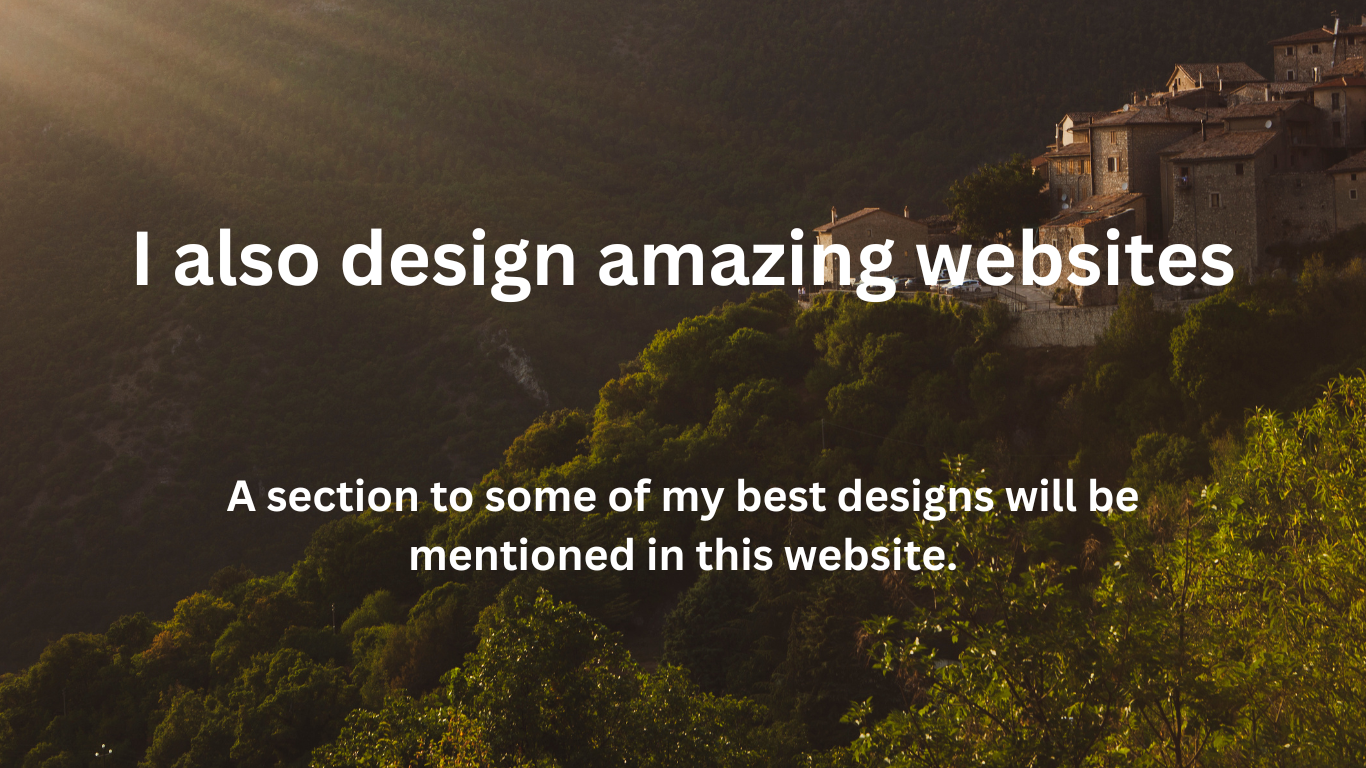 I also design amazing websites
A section to some of my best designs will be
mentioned in this website.